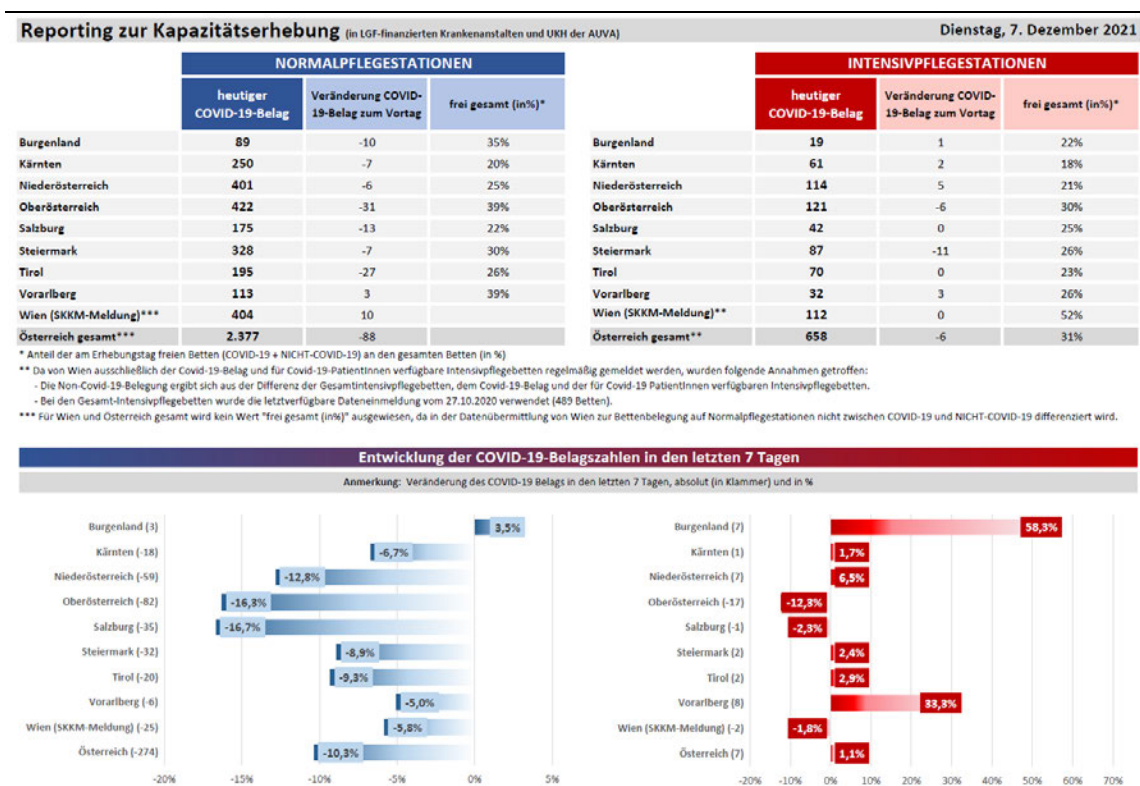 Reporting zur Kapazitätserhebung (in LGF-finanzierten Krankenanstalten und UKH der AUVA) Dienstag, 7. Dezember 2021
NORMALPFLEGESTATIONEN
heutiger COVID-19-Belag Veränderung COVID-19-Belag zum Vortag frei gesamt (in%)*
Burgenland 89 -10 35%
Kärnten 250 -7 20%
Niederösterreich 401 -6 25%
Oberösterreich 422 -31 39%
Salzburg 175 -13 22%
Steiermark 328 -7 30%
Tirol 195 -27 26%
Vorarlberg 113 3 39%
Wien (SKKM-Meldung)*** 404 10
Österreich gesamt*** 2.377 -88
INTENSIVPFLEGESTATIONEN
heutiger COVID-19-Belag Veränderung COVID-19-Belag zum Vortag frei gesamt (in%)*
Burgenland 19 1 22%
Kärnten 61 2 18%
Niederösterreich 114 5 21%
Oberösterreich 121 -6 30%
Salzburg 42 0 25%
Steiermark 87 -11 26%
Tirol 70 0 23%
Vorarlberg 32 3 26%
Wien (SKKM-Meldung)** 112 0 52%
Österreich gesamt** 658 -6 31%
* Anteil der am Erhebungstag freien Betten (COVID-19 + NICHT-COVID-19) an den gesamten Betten (in %)
** Da von Wien ausschließlich der Covid-19-Belag und für Covid-19-PatientInnen verfügbare Intensivpflegebetten regelmäßig gemeldet werden, wurden folgende Annahmen getroffen:
- Die Non-Covid-19-Belegung ergibt sich aus der Differenz der Gesamtintensivpflegebetten, dem Covid-19-Belag und der für Covid-19 PatientInnen verfügbaren Intensivpflegebetten.
- Bei den Gesamt-Intensivpflegebetten wurde die letztverfügbare Dateneinmeldung vom 27.10.2020 verwendet (489 Betten).
*** Für Wien und Österreich gesamt wird kein Wert "frei gesamt (in%)" ausgewiesen, da in der Datenübermittlung von Wien zur Bettenbelegung auf Normalpflegestationen nicht zwischen COVID-19 und NICHT-COVID-19 differenziert wird.
Entwicklung der COVID-19-Belagszahlen in den letzten 7 Tagen
Anmerkung: Veränderung des COVID-19 Belags in den letzten 7 Tagen, absolut (in Klammer) und in %
Burgenland (3) 3,5%
Kärnten (-18) -6,7%
Niederösterreich (-59) -12,8%
Oberösterreich (-82) -16,3%
Salzburg (-35) -16,7%
Steiermark (-32) -8,9%
Tirol (-20) -9,3%
Vorarlberg (-6) -5,0%
Wien (SKKM-Meldung) (-25) -5,8%
Österreich (-274) -10,3%
-20% -15% -10% -5% 0% 5%
Burgenland (7) 58,3%
Kärnten (1) 1,7%
Niederösterreich (7) 6,5%
Oberösterreich (-17) -12,3%
Salzburg (-1) -2,3%
Steiermark (2) 2,4%
Tirol (2) 2,9%
Vorarlberg (8) 33,3%
Wien (SKKM-Meldung) (-2) -1,8%
Österreich (7) 1,1%
-20% -10% 0% 10% 20% 30% 40% 50% 60% 70%